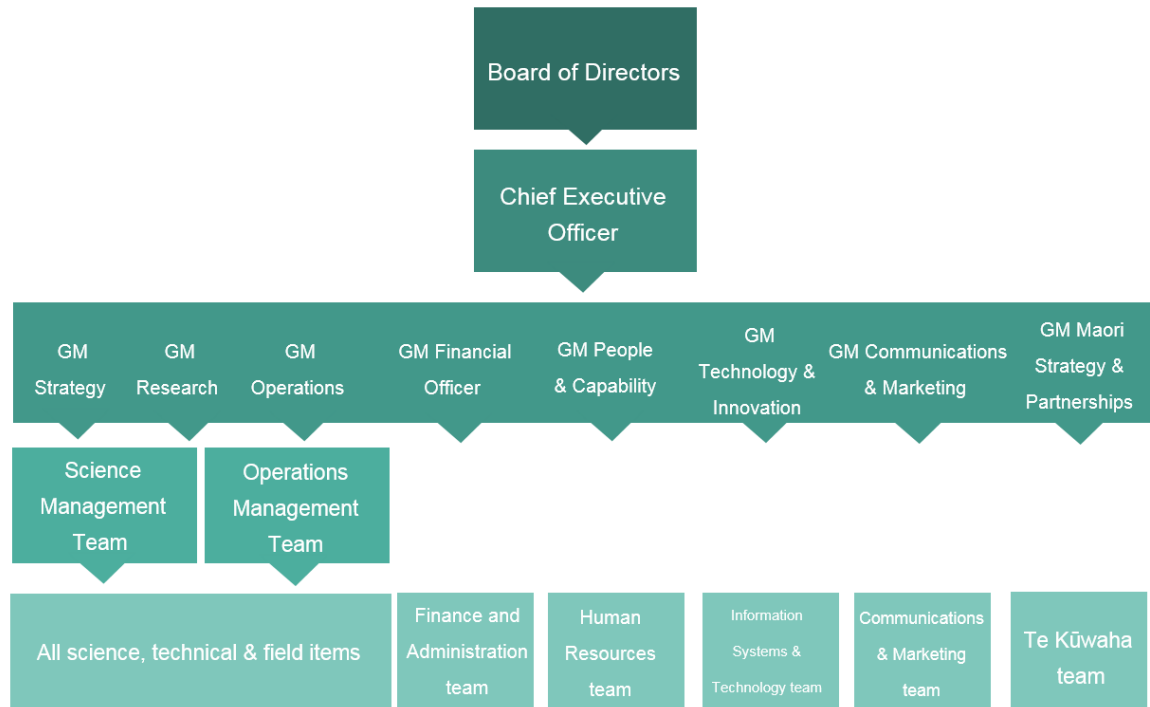 Board of Directors
Chief Executive
Officer
GM
Strategy
GM
Research
GM
Operations
GM Financial
Officer
GM People
& Capability
GM
Technology &
Innovation
GM Communications
& Marketing
GM Maori
Strategy &
Partnerships
Science
Management
Team
Operations
Management
Team
All science, technical & field items
Finance and
Administration
team
Human
Resources
team
Information
Systems &
Technology team
Communications
& Marketing
team
Te Kūwaha
team